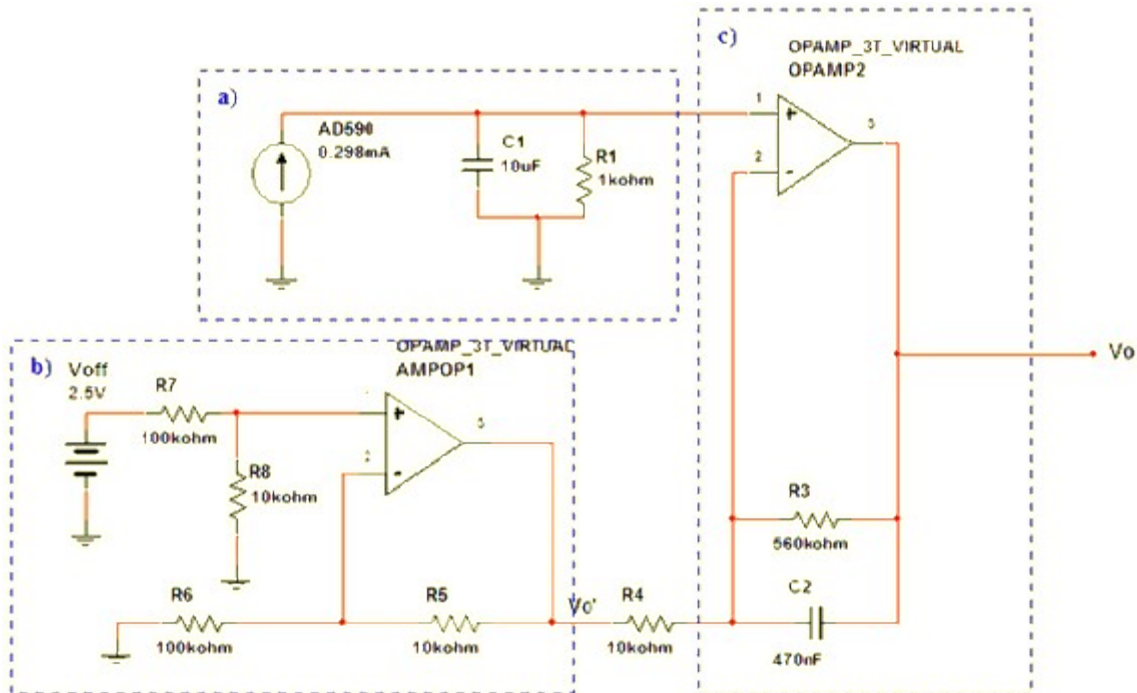 c)
OPAMP_3T_VIRTUAL
OPAMP2
a)
AD590
0.298mA
C1
10uF
R1
1kohm
1
2
3
+
-
Vo
b)
Voff
2.5V
R7
100kohm
OPAMP_3T_VIRTUAL
AMPOP1
+
-
2
3
R8
10kohm
R6
100kohm
R5
10kohm
Vo'
R4
10kohm
R3
560kohm
C2
470nF